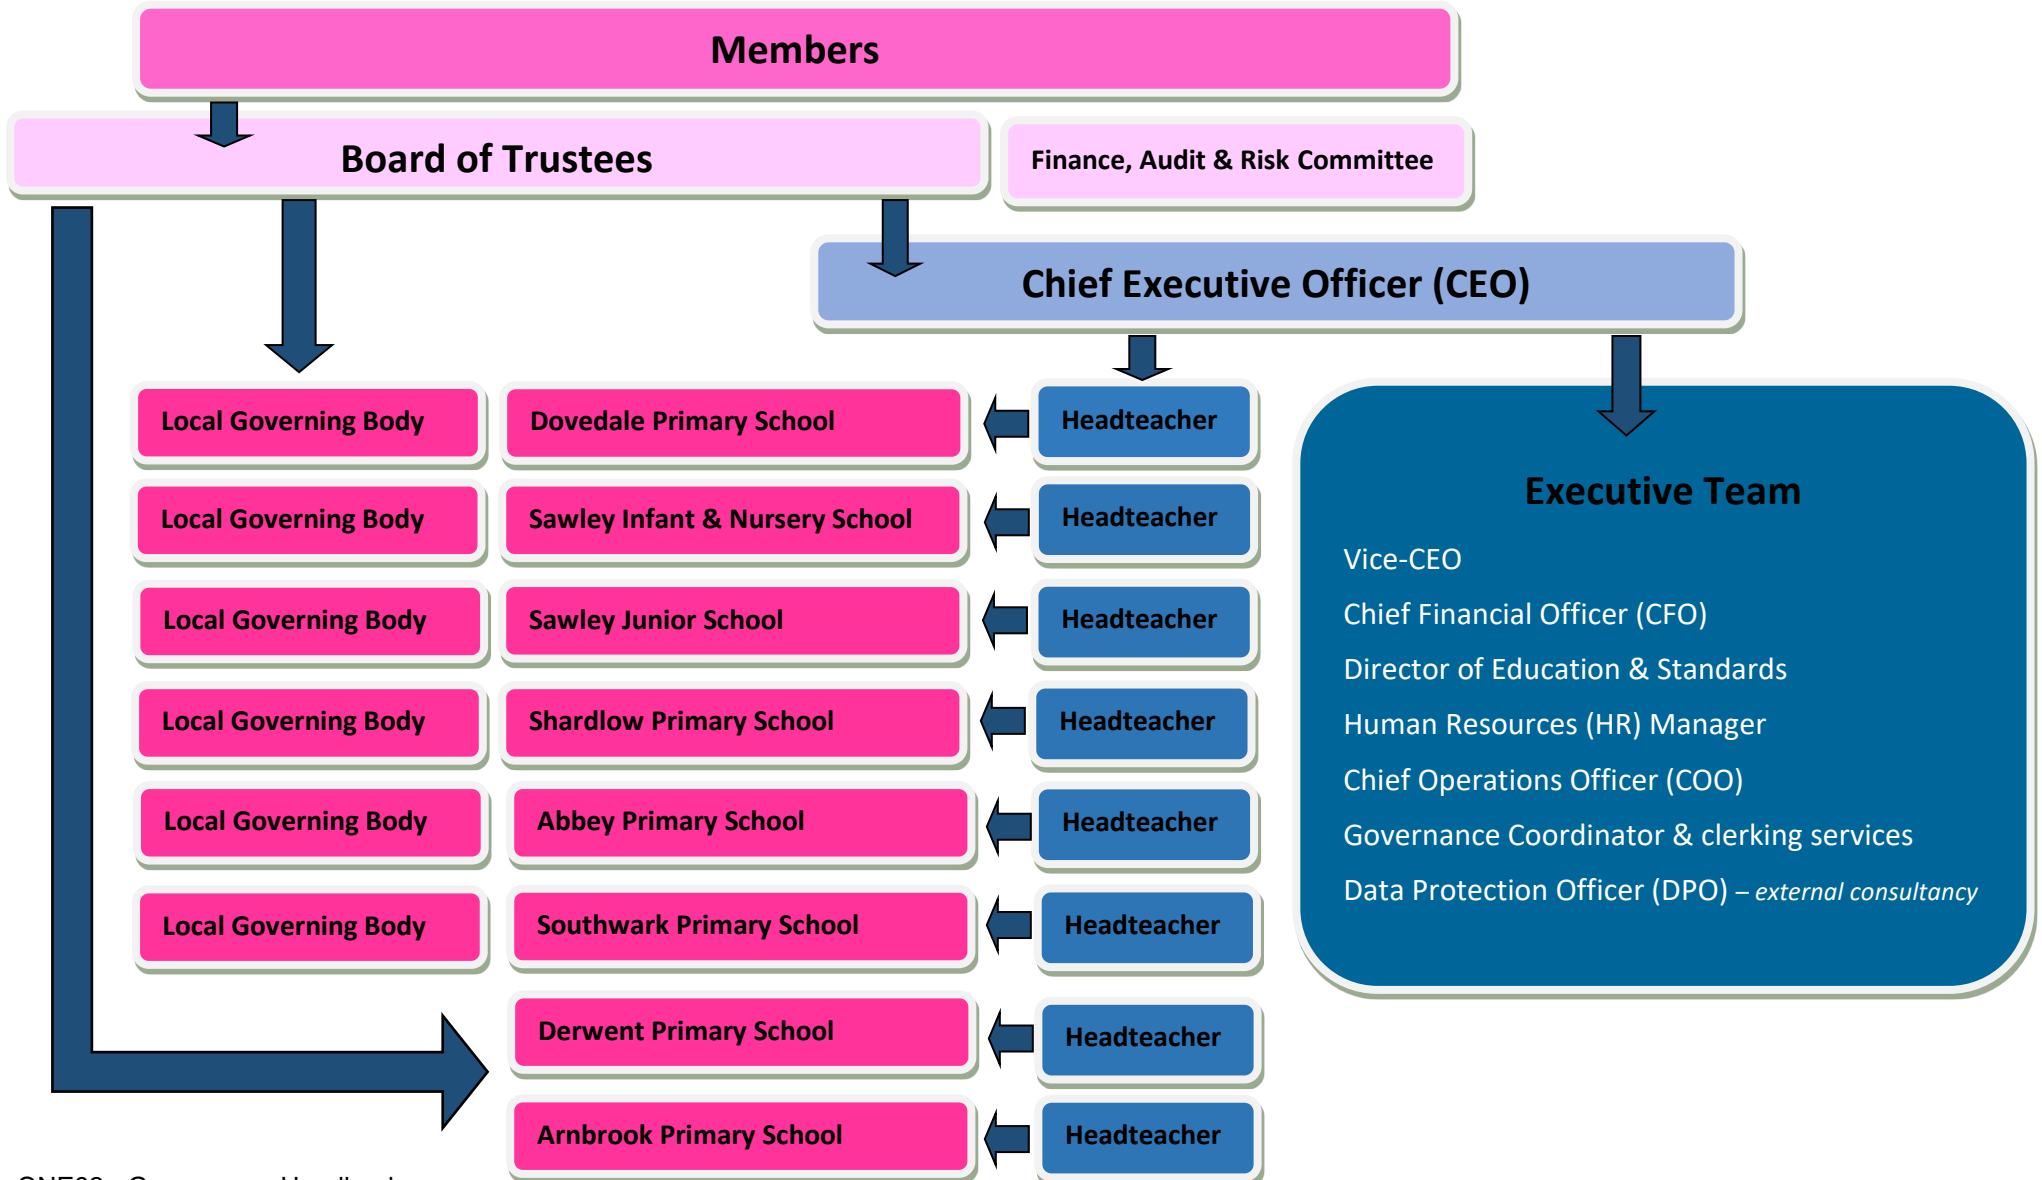 Members
Board of Trustees
Finance, Audit & Risk Committee
Chief Executive Officer (CEO)
Local Governing Body
Dovedale Primary School
Headteacher
Local Governing Body
Sawley Infant & Nursery School
Headteacher
Local Governing Body
Sawley Junior School
Headteacher
Local Governing Body
Shardlow Primary School
Headteacher
Local Governing Body
Abbey Primary School
Headteacher
Local Governing Body
Southwark Primary School
Headteacher
Derwent Primary School
Headteacher
Arnbrook Primary School
Headteacher
Executive Team
Vice-CEO
Chief Financial Officer (CFO)
Director of Education & Standards
Human Resources (HR) Manager
Chief Operations Officer (COO)
Governance Coordinator & clerking services
Data Protection Officer (DPO) – external consultancy